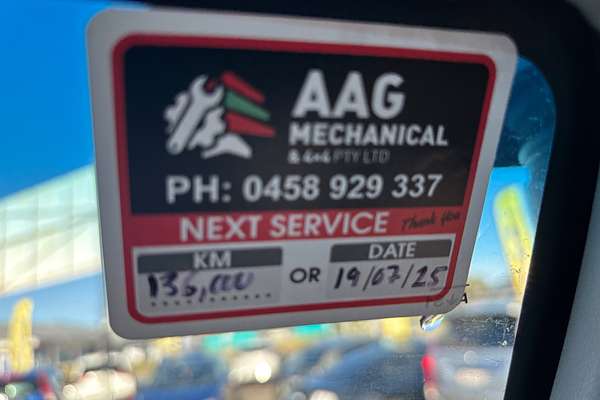 AAG
MECHANICAL
& 4x4 PTY LTD
PH: 0458 929 337
NEXT SERVICE Thank You
KM OR DATE
136,000 19/07/25